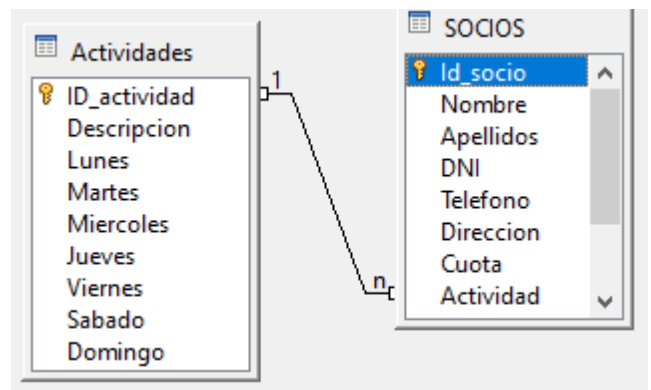 Actividades
ID_actividad
Descripcion
Lunes
Martes
Miercoles
Jueves
Viernes
Sabado
Domingo
1
n
SOCIOS
Id_socio
Nombre
Apellidos
DNI
Telefono
Direccion
Cuota
Actividad